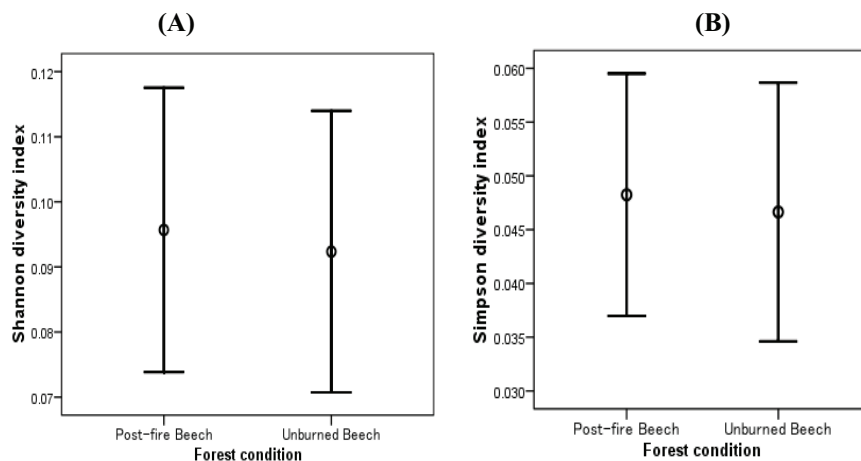 (A)
Shannon diversity index
0.12
0.11
0.10
0.09
0.08
0.07
Post-fire Beech Unburned Beech
Forest condition
(B)
Simpson diversity index
0.060
0.055
0.050
0.045
0.040
0.035
0.030
Post-fire Beech Unburned Beech
Forest condition